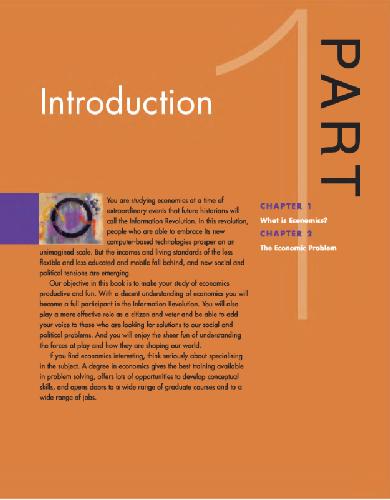 PART
1
Introduction
You are studying economics at a time of
extraordinary events that future historians will
call the Information Revolution. In this revolution,
people who are able to embrace its new
computer-based technologies prosper on an
unimagined scale. But the incomes and living standards of the less
flexible and less educated and mobile fall behind, and new social and
political tensions are emerging.
Our objective in this book is to make your study of economics
productive and fun. With a decent understanding of economics you will
become a full participant in the Information Revolution. You will also
play a more effective role as a citizen and voter and be able to add
your voice to those who are looking for solutions to our social and
political problems. And you will enjoy the sheer fun of understanding
the forces at play and how they are shaping our world.
If you find economics interesting, think seriously about specialising
in the subject. A degree in economics gives the best training available
in problem solving, offers lots of opportunities to develop conceptual
skills, and opens doors to a wide range of graduate courses and to a
wide range of jobs.
CHAPTER 1
What is Economics?
CHAPTER 2
The Economic Problem